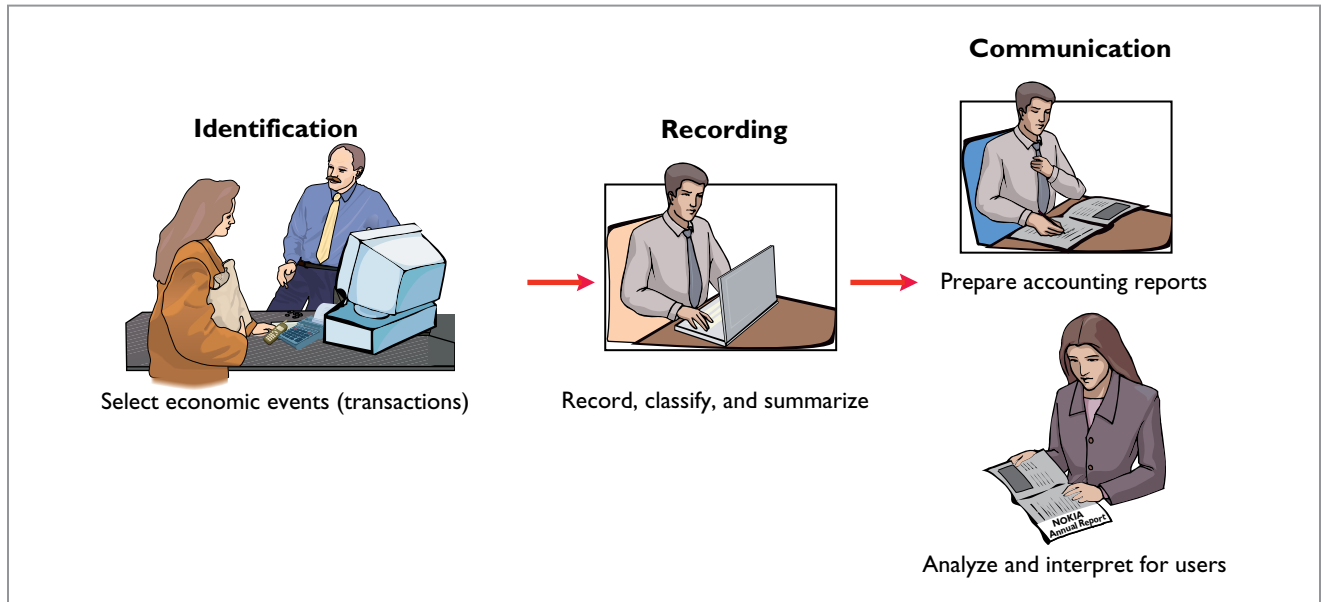 Identification
Select economic events (transactions)
Recording
Record, classify, and summarize
Communication
Prepare accounting reports
NOKIA
Annual Report
Analyze and interpret for users